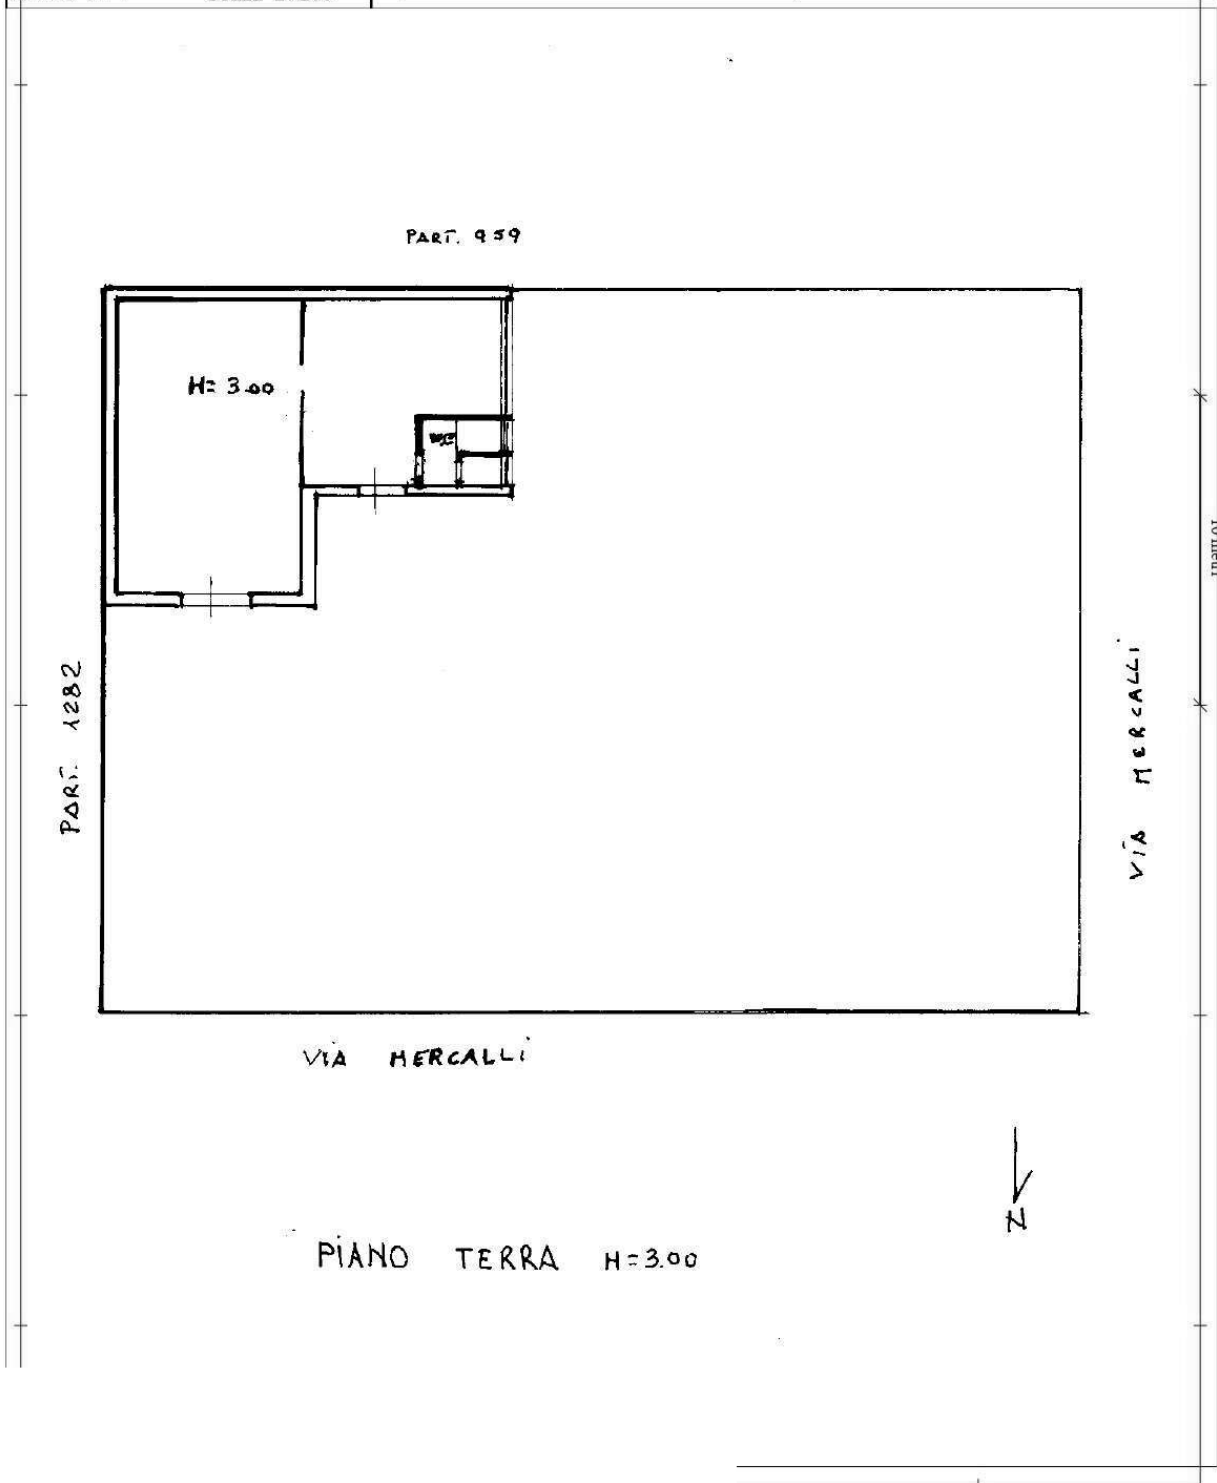 PART. 959
H= 3.00
WC
PART. 1282
VIA MERCALLI
VIA MERCALLI
N
PIANO TERRA H=3.00